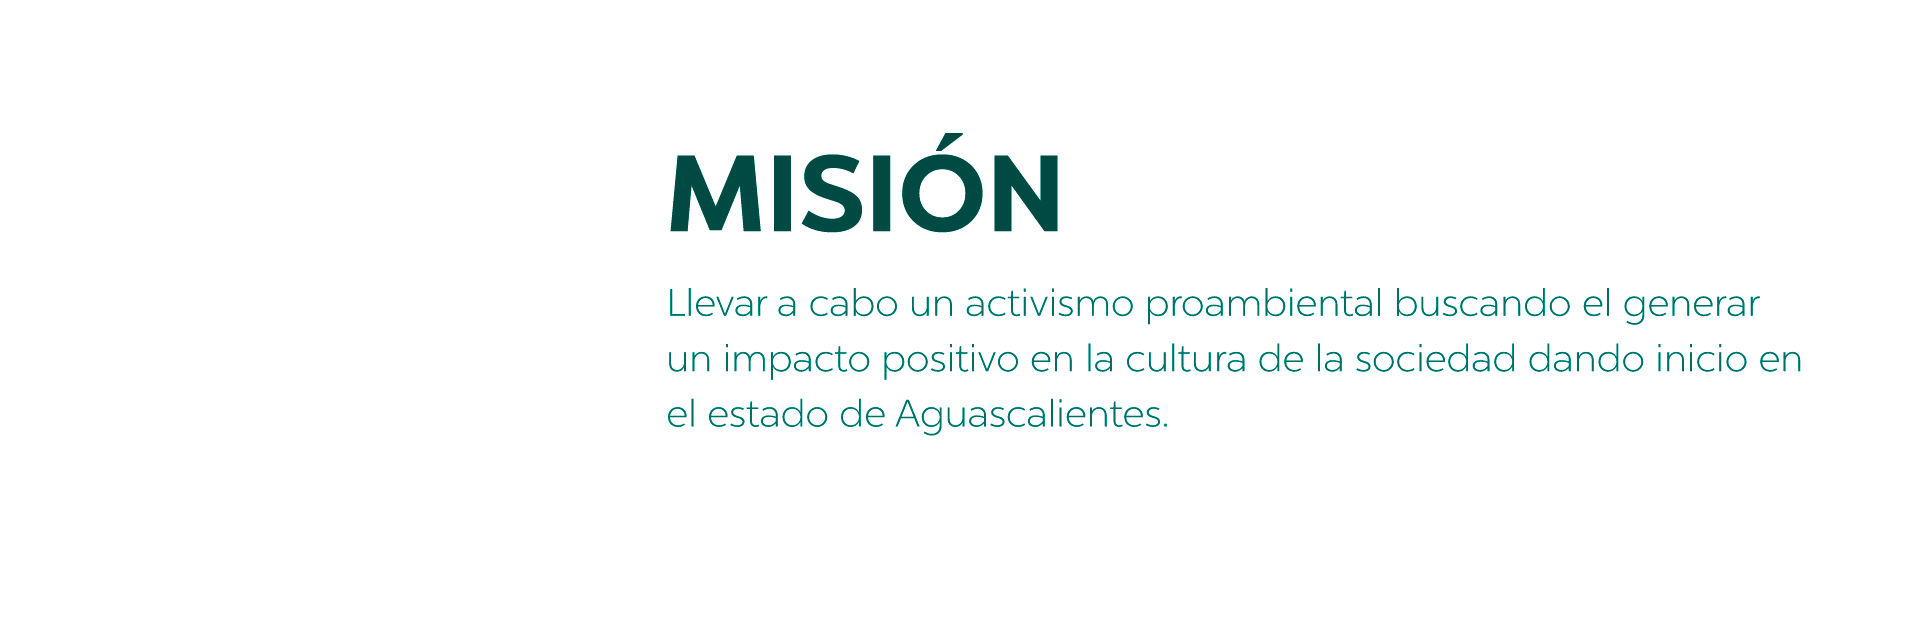 MISIÓN
Llevar a cabo un activismo proambiental buscando el generar
un impacto positivo en la cultura de la sociedad dando inicio en
el estado de Aguascalientes.